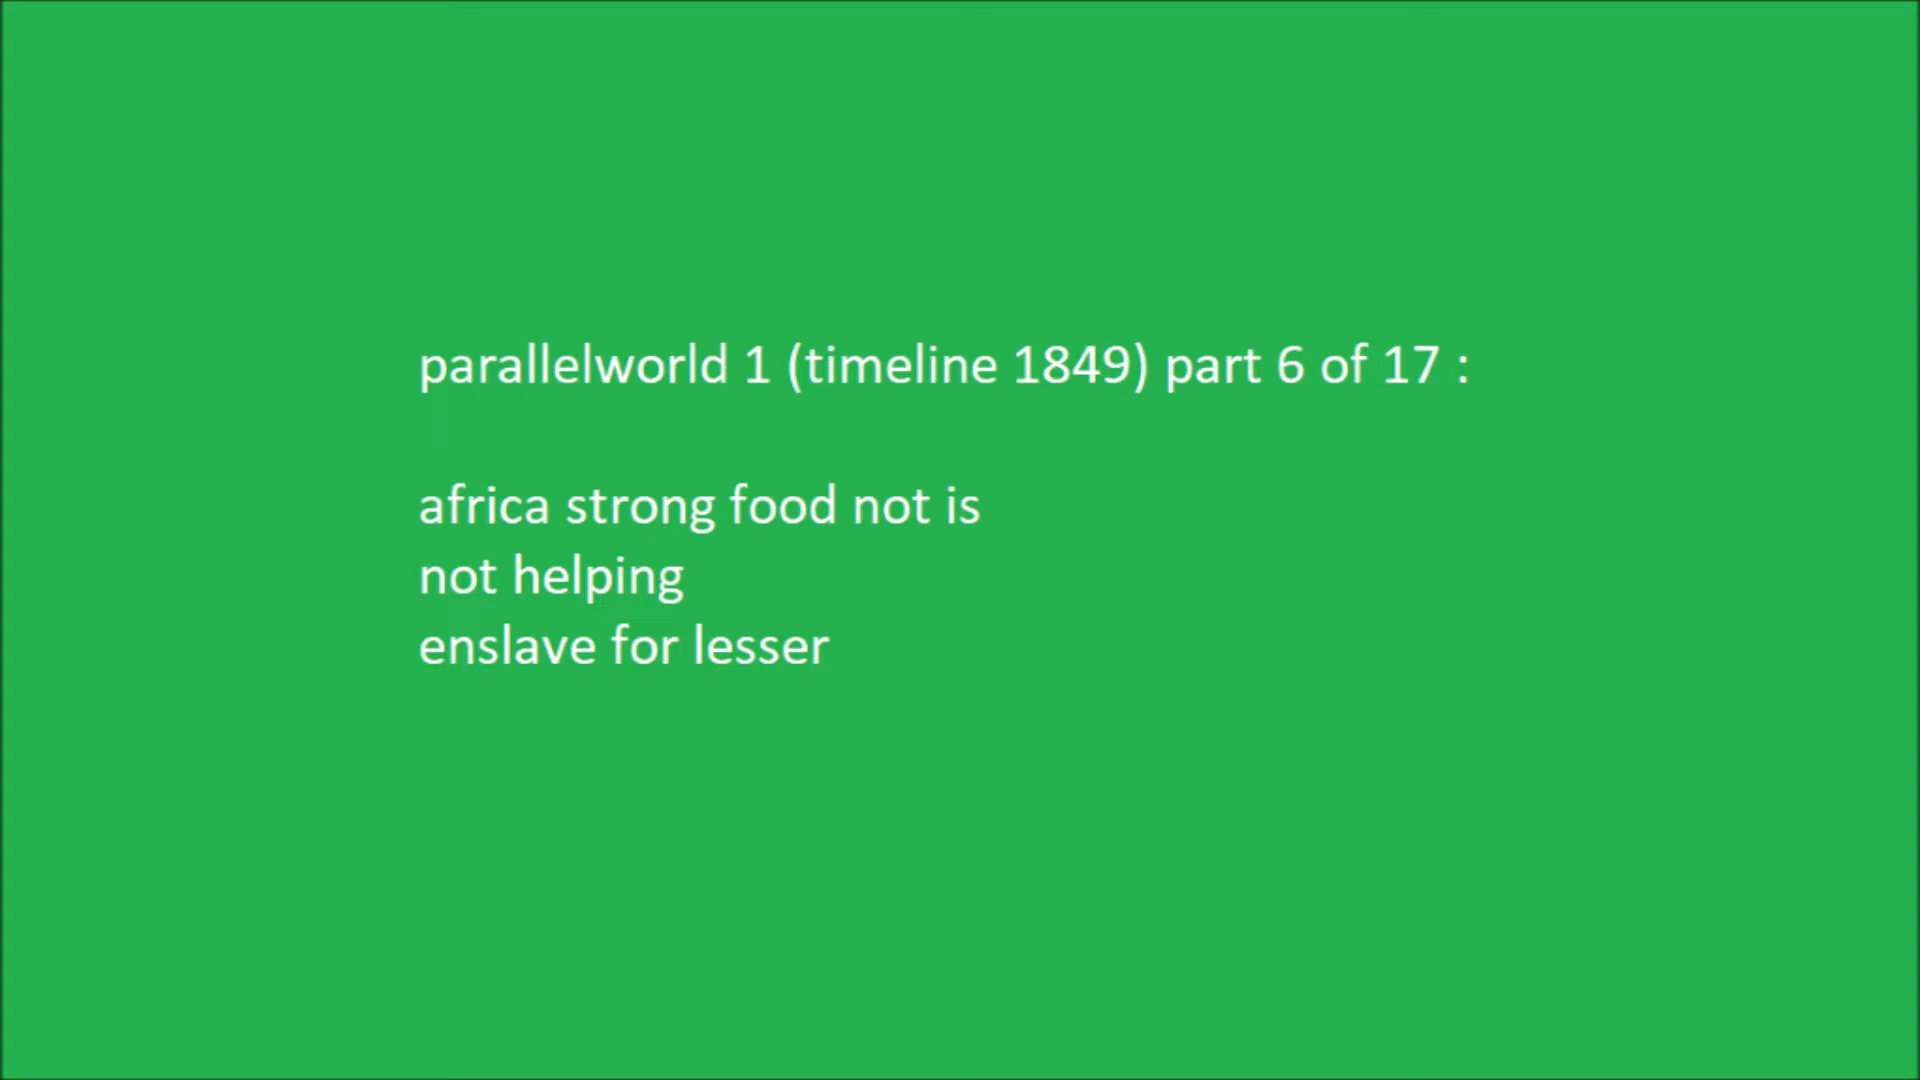 parallelworld 1 (timeline 1849) part 6 of 17 :
africa strong food not is
not helping
enslave for lesser